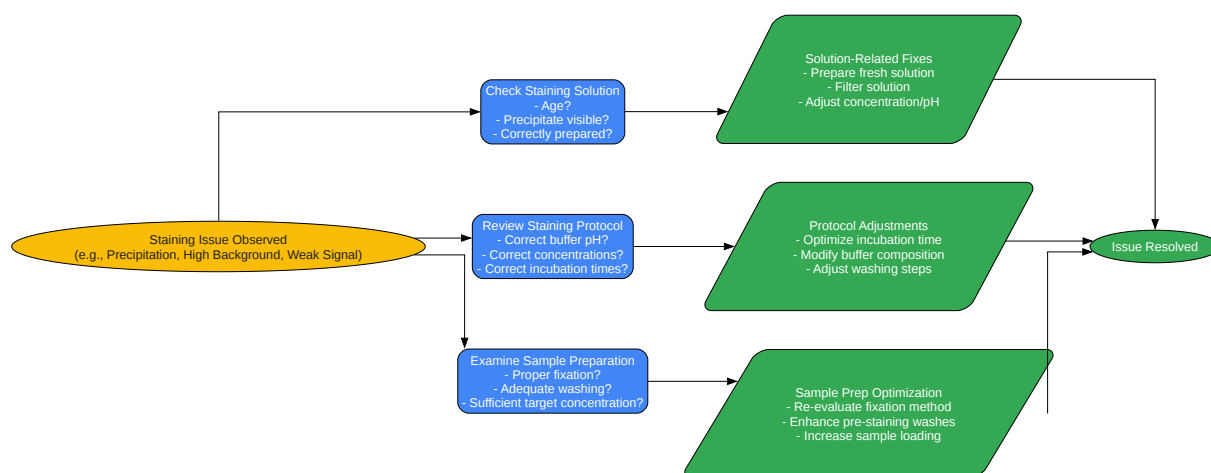 Staining Issue Observed
(e.g., Precipitation, High Background, Weak Signal)
Check Staining Solution
- Age?
- Precipitate visible?
- Correctly prepared?
Solution-Related Fixes
- Prepare fresh solution
- Filter solution
- Adjust concentration/pH
Review Staining Protocol
- Correct buffer pH?
- Correct concentrations?
- Correct incubation times?
Protocol Adjustments
- Optimize incubation time
- Modify buffer composition
- Adjust washing steps
Issue Resolved
Examine Sample Preparation
- Proper fixation?
- Adequate washing?
- Sufficient target concentration?
Sample Prep Optimization
- Re-evaluate fixation method
- Enhance pre-staining washes
- Increase sample loading